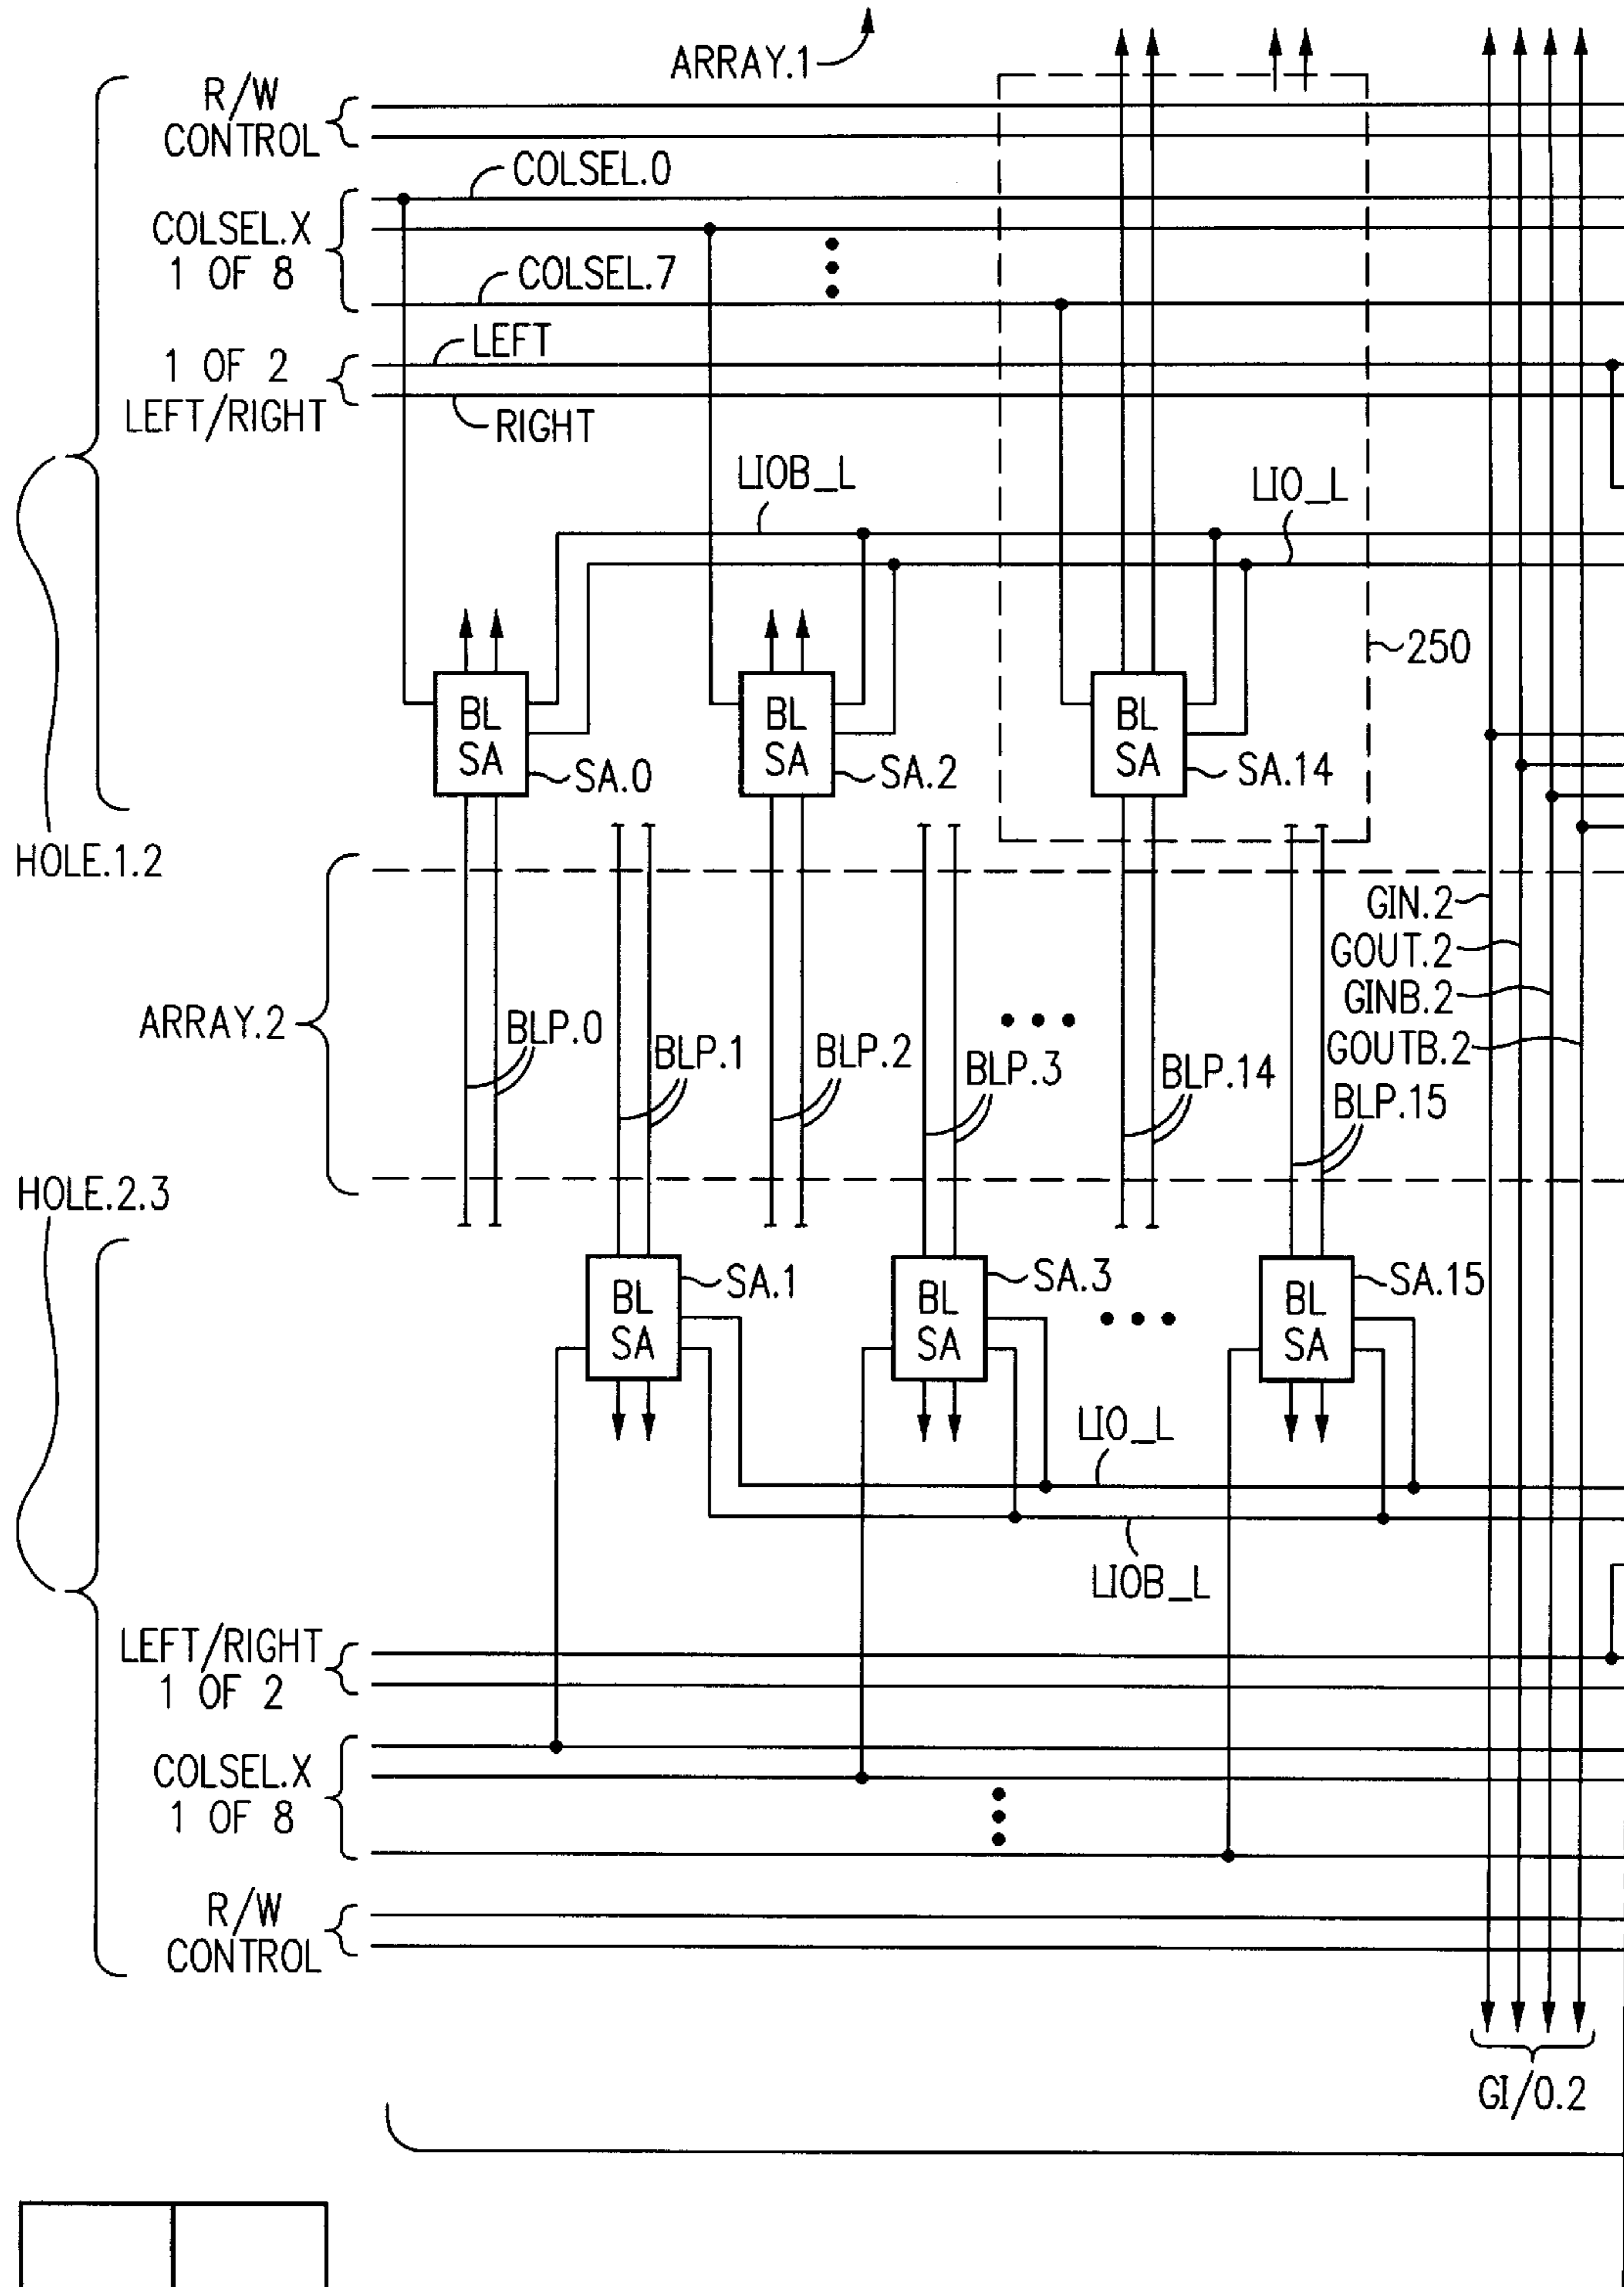 ARRAY.1
R/W
CONTROL
COLSEL.0
COLSEL.X
1 OF 8
COLSEL.7
LEFT
1 OF 2
LEFT/RIGHT
RIGHT
LIOB_L
LIO_L
250
BL
SA
SA.0
BL
SA
SA.2
BL
SA
SA.14
HOLE.1.2
GIN.2
GOUT.2
GINB.2
GOUTB.2
ARRAY.2
BLP.0
BLP.1
BLP.2
BLP.3
BLP.14
BLP.15
HOLE.2.3
BL
SA
SA.1
BL
SA
SA.3
BL
SA
SA.15
LIO_L
LIOB_L
LEFT/RIGHT
1 OF 2
COLSEL.X
1 OF 8
R/W
CONTROL
GI/O.2